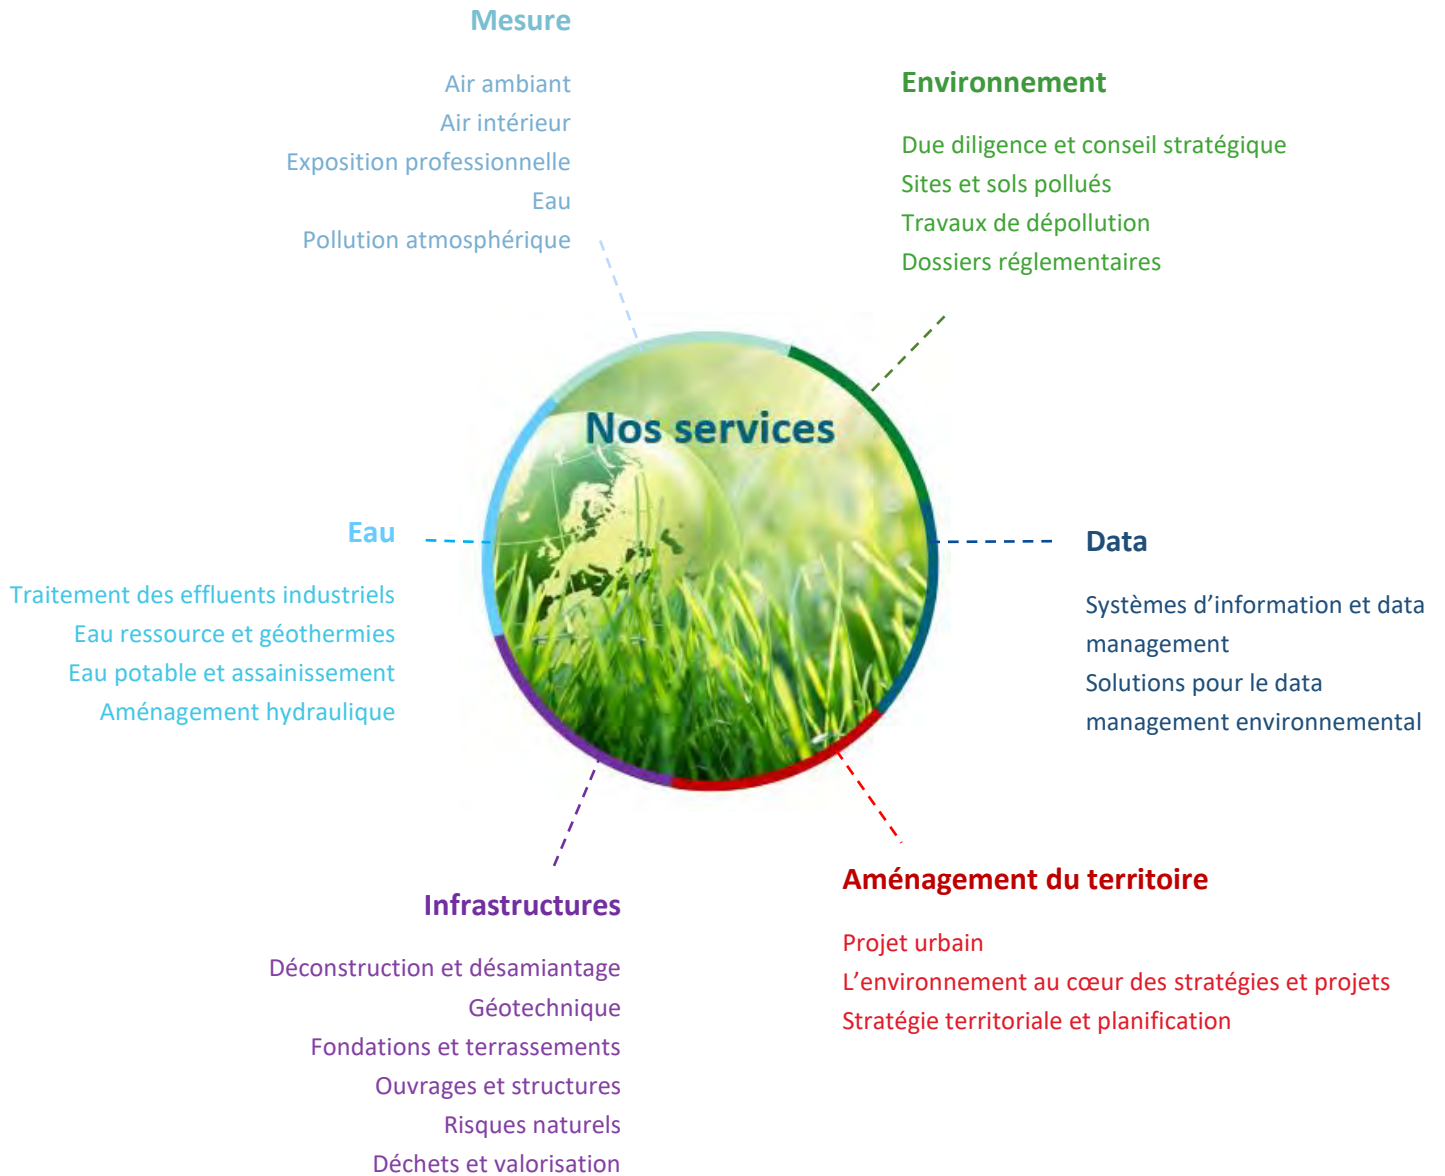 Mesure
Air ambiant
Air intérieur
Exposition professionnelle
Eau
Pollution atmosphérique
Environnement
Due diligence et conseil stratégique
Sites et sols pollués
Travaux de dépollution
Dossiers réglementaires
Nos services
Eau
Traitement des effluents industriels
Eau ressource et géothermies
Eau potable et assainissement
Aménagement hydraulique
Data
Systèmes d’information et data
management
Solutions pour le data
management environnemental
Infrastructures
Déconstruction et désamiantage
Géotechnique
Fondations et terrassements
Ouvrages et structures
Risques naturels
Déchets et valorisation
Aménagement du territoire
Projet urbain
L’environnement au cœur des stratégies et projets
Stratégie territoriale et planification